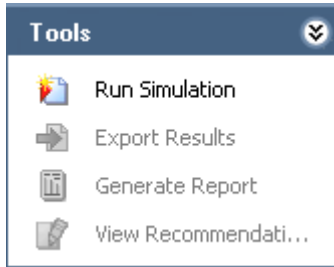 Tools
Run Simulation
Export Results
Generate Report
View Recommendati...